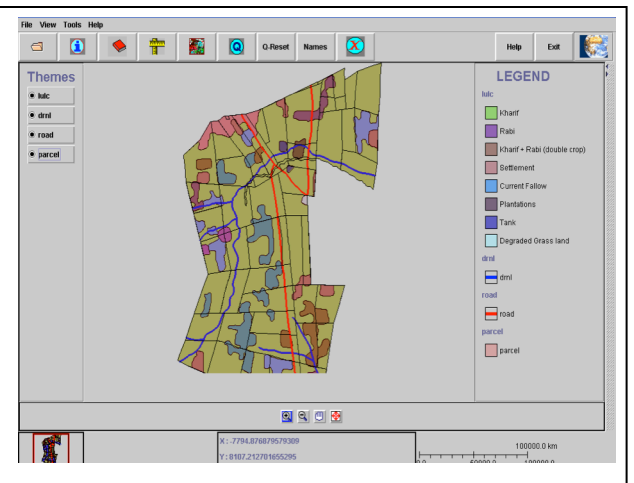 File View Tools Help
Q-Reset Names Help Exit
Themes
lulc
drnl
road
parcel
LEGEND
lulc
Kharif
Rabi
Kharif + Rabi (double crop)
Settlement
Current Fallow
Plantations
Tank
Degraded Grass land
drnl
drnl
road
road
parcel
parcel
X : -7794.876879579309
Y : 8107.212701655295
100000.0 km
0.0 50000.0 100000.0